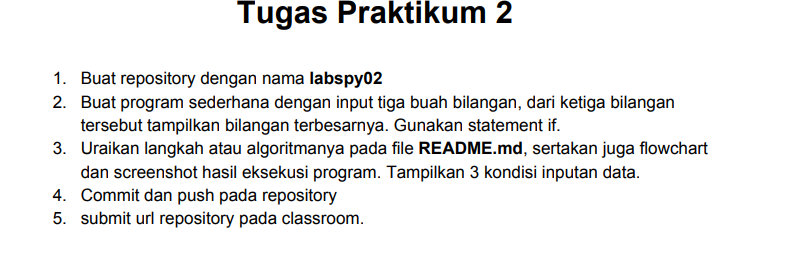 Tugas Praktikum 2
1. Buat repository dengan nama labspy02
2. Buat program sederhana dengan input tiga buah bilangan, dari ketiga bilangan
tersebut tampilkan bilangan terbesarnya. Gunakan statement if.
3. Uraikan langkah atau algoritmanya pada file README.md, sertakan juga flowchart
dan screenshot hasil eksekusi program. Tampilkan 3 kondisi inputan data.
4. Commit dan push pada repository
5. submit url repository pada classroom.